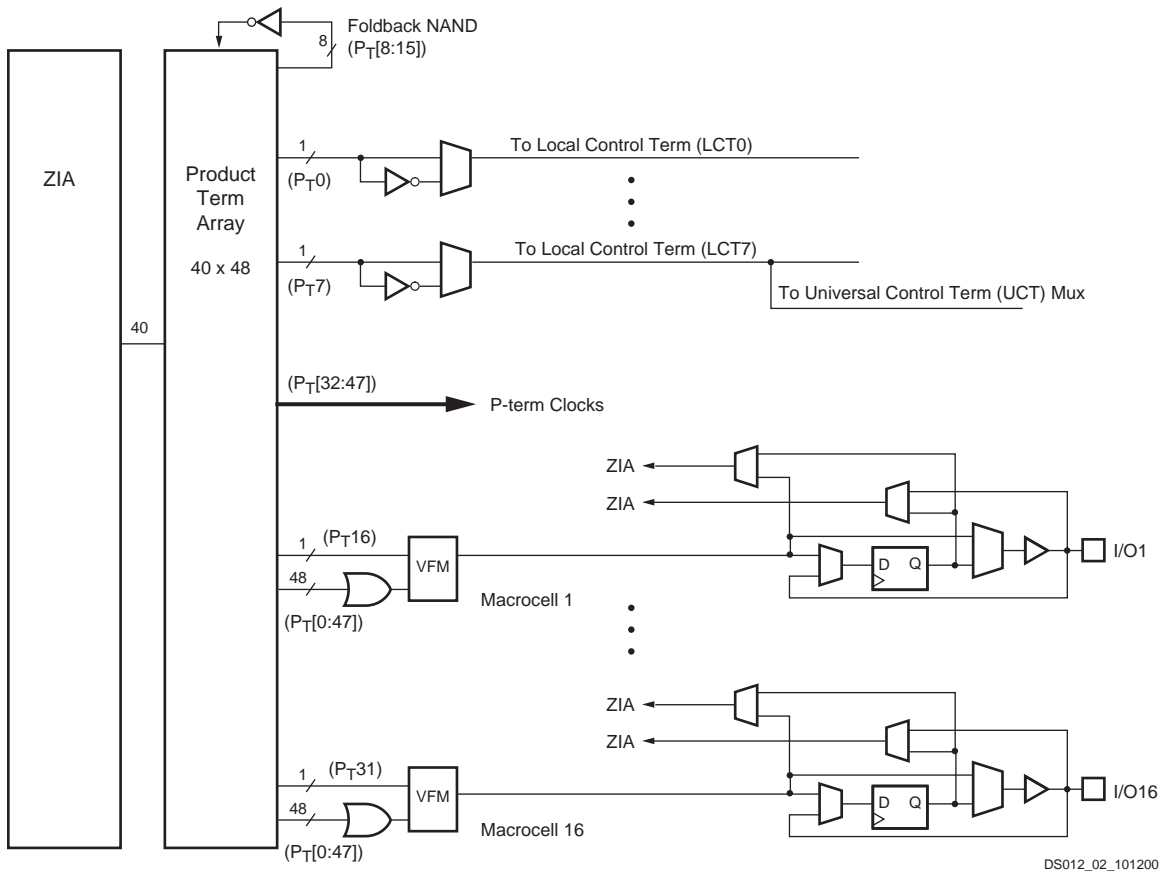 Foldback NAND
(PT[8:15])
8
ZIA
Product
Term
Array
40 x 48
40
1
(PT0)
To Local Control Term (LCT0)
1
(PT7)
To Local Control Term (LCT7)
To Universal Control Term (UCT) Mux
(PT[32:47])
P-term Clocks
ZIA
ZIA
1
(PT16)
48
(PT[0:47])
VFM
Macrocell 1
D Q
I/O1
ZIA
ZIA
1
(PT31)
48
(PT[0:47])
VFM
Macrocell 16
D Q
I/O16
DS012_02_101200